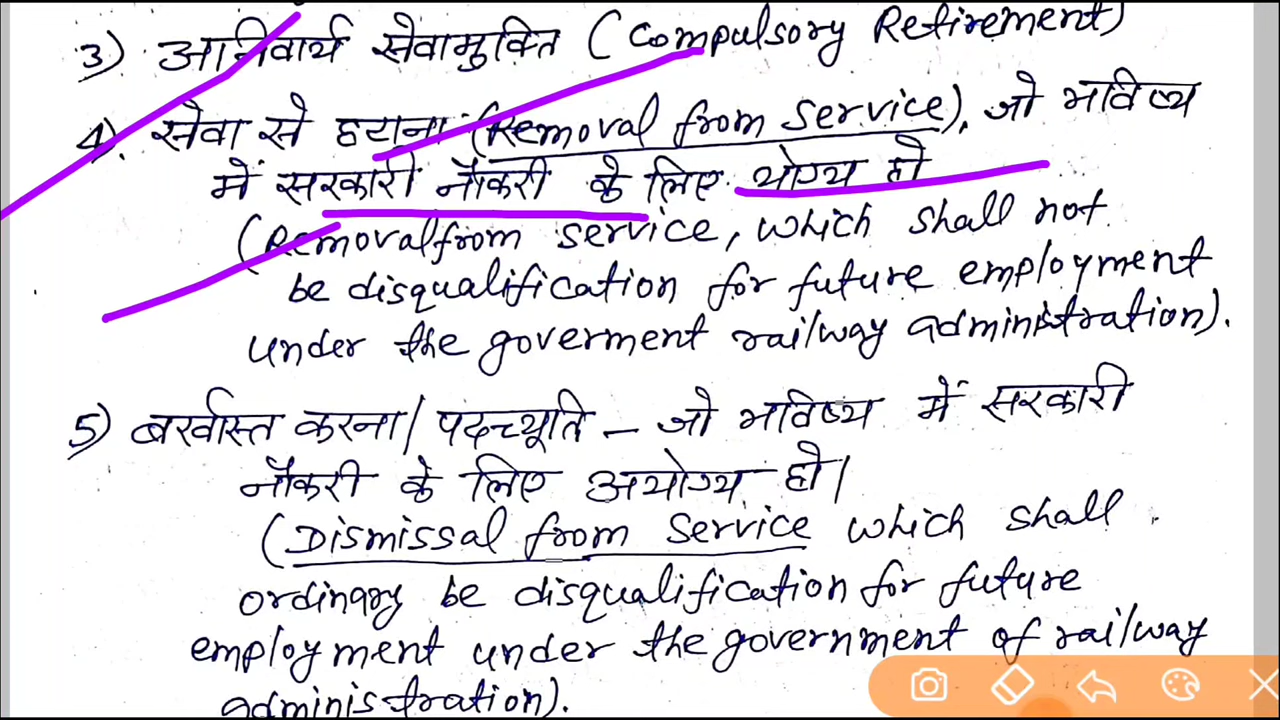 3) अनिवार्य सेवामुक्ति (Compulsory Retirement)
4). सेवा से हटाना (Removal from Service), जो भविष्य
में सरकारी नौकरी के लिए योग्य हो
(Removal from service, which shall not
be disqualification for future employment
under the goverment railway administration).
5) बर्खास्त करना/ पदच्यूति – जो भविष्य में सरकारी
नौकरी के लिए अयोग्य हो।
(Dismissal from Service which shall
ordinary be disqualification for future
employment under the government of railway
administration).